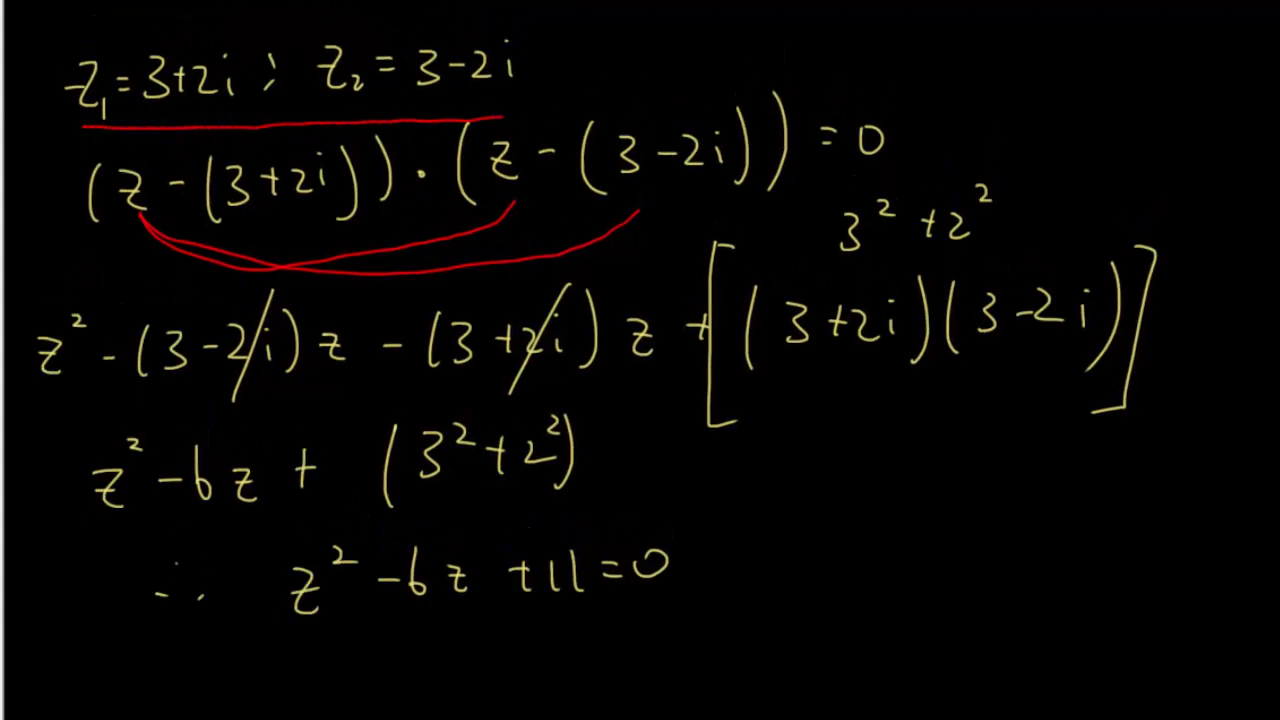 z₁=3+2i ; z₂=3-2i
(z-(3+2i))·(z-(3-2i))=0
3²+2²
z²-(3-2i)z-(3+2i)z+[(3+2i)(3-2i)]
z²-6z+(3²+2²)
∴ z²-6z+11=0